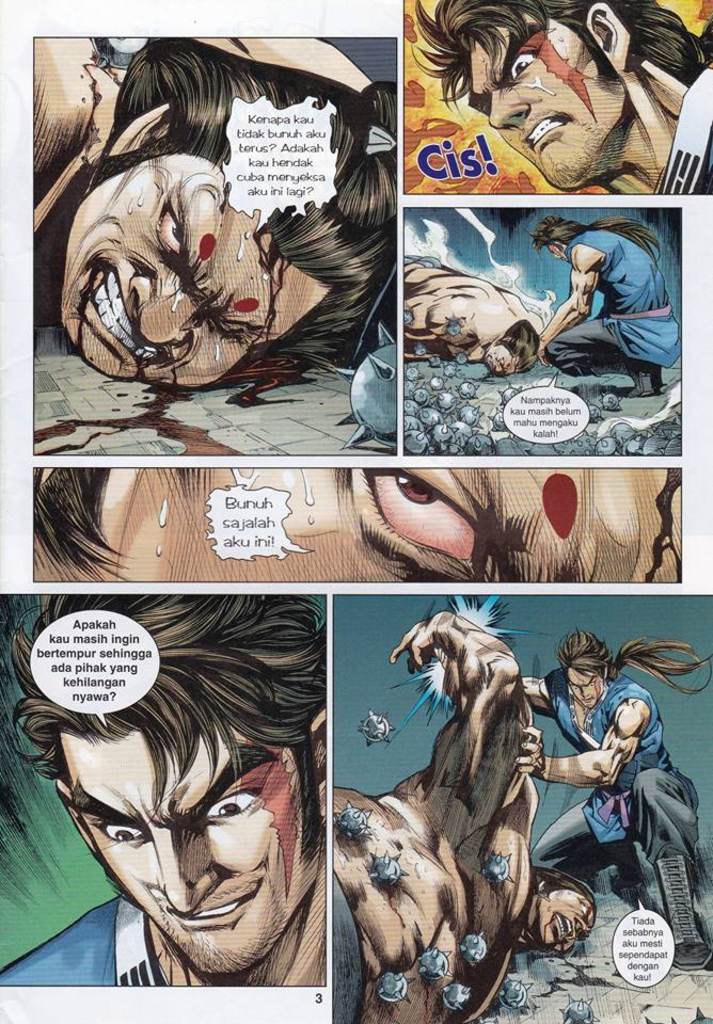 Kenapa kau
tidak bunuh aku
terus? Adakah
kau hendak
cuba menyeksa
aku ini lagi?
Cis!
Nampaknya
kau masih belum
mahu mengaku
kalah!
Bunuh
sajalah
aku ini!
Apakah
kau masih ingin
bertempur sehingga
ada pihak yang
kehilangan
nyawa?
Tiada
sebabnya
aku mesti
sependapat
dengan
kau!
3